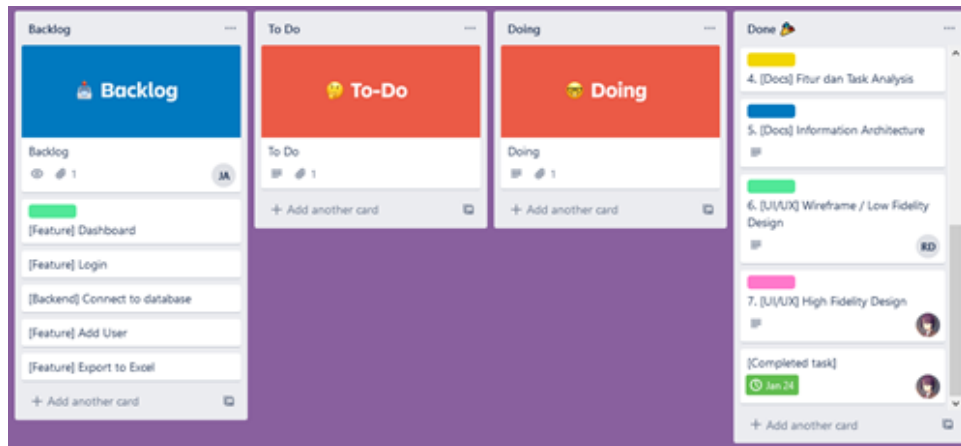 Backlog
Backlog
Backlog
1
JA
[Feature] Dashboard
[Feature] Login
[Backend] Connect to database
[Feature] Add User
[Feature] Export to Excel
+ Add another card
To Do
To-Do
To Do
1
+ Add another card
Doing
Doing
Doing
1
+ Add another card
Done
4. [Docs] Fitur dan Task Analysis
5. [Docs] Information Architecture
6. [UI/UX] Wireframe / Low Fidelity
Design
RD
7. [UI/UX] High Fidelity Design
[Completed task]
Jan 24
+ Add another card